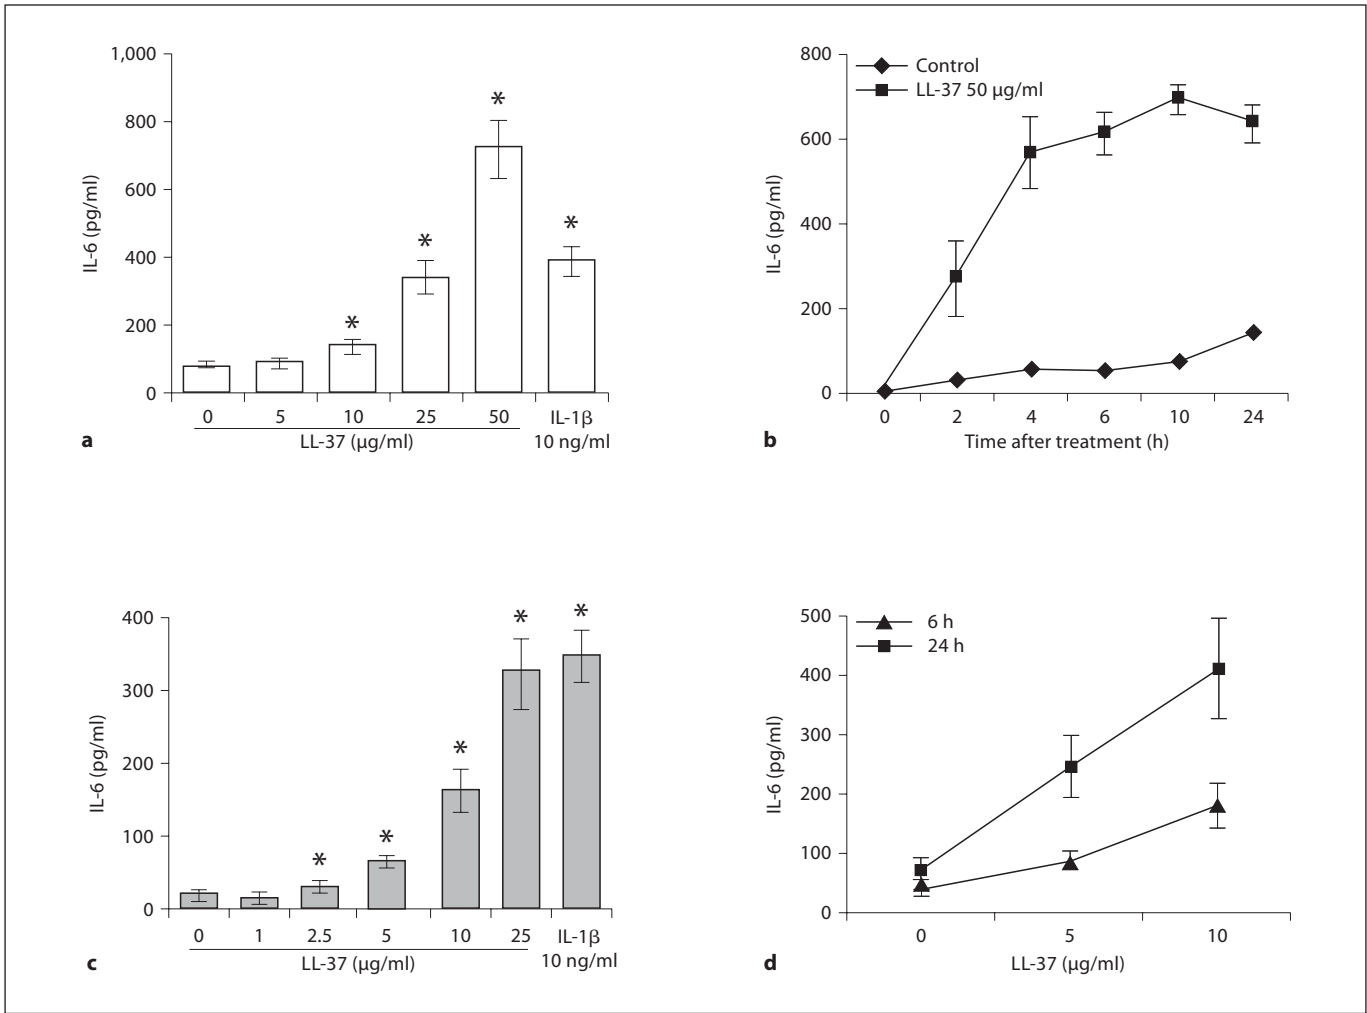 1,000
800
600
400
200
0
IL-6 (pg/ml)
*
*
*
*
0 5 10 25 50 IL-1β
LL-37 (µg/ml) 10 ng/ml
a
800
600
400
200
0
IL-6 (pg/ml)
Control
LL-37 50 µg/ml
0 2 4 6 10 24
Time after treatment (h)
b
400
300
200
100
0
IL-6 (pg/ml)
*
*
*
*
*
0 1 2.5 5 10 25 IL-1β
LL-37 (µg/ml) 10 ng/ml
c
500
400
300
200
100
0
IL-6 (pg/ml)
6 h
24 h
0 5 10
LL-37 (µg/ml)
d